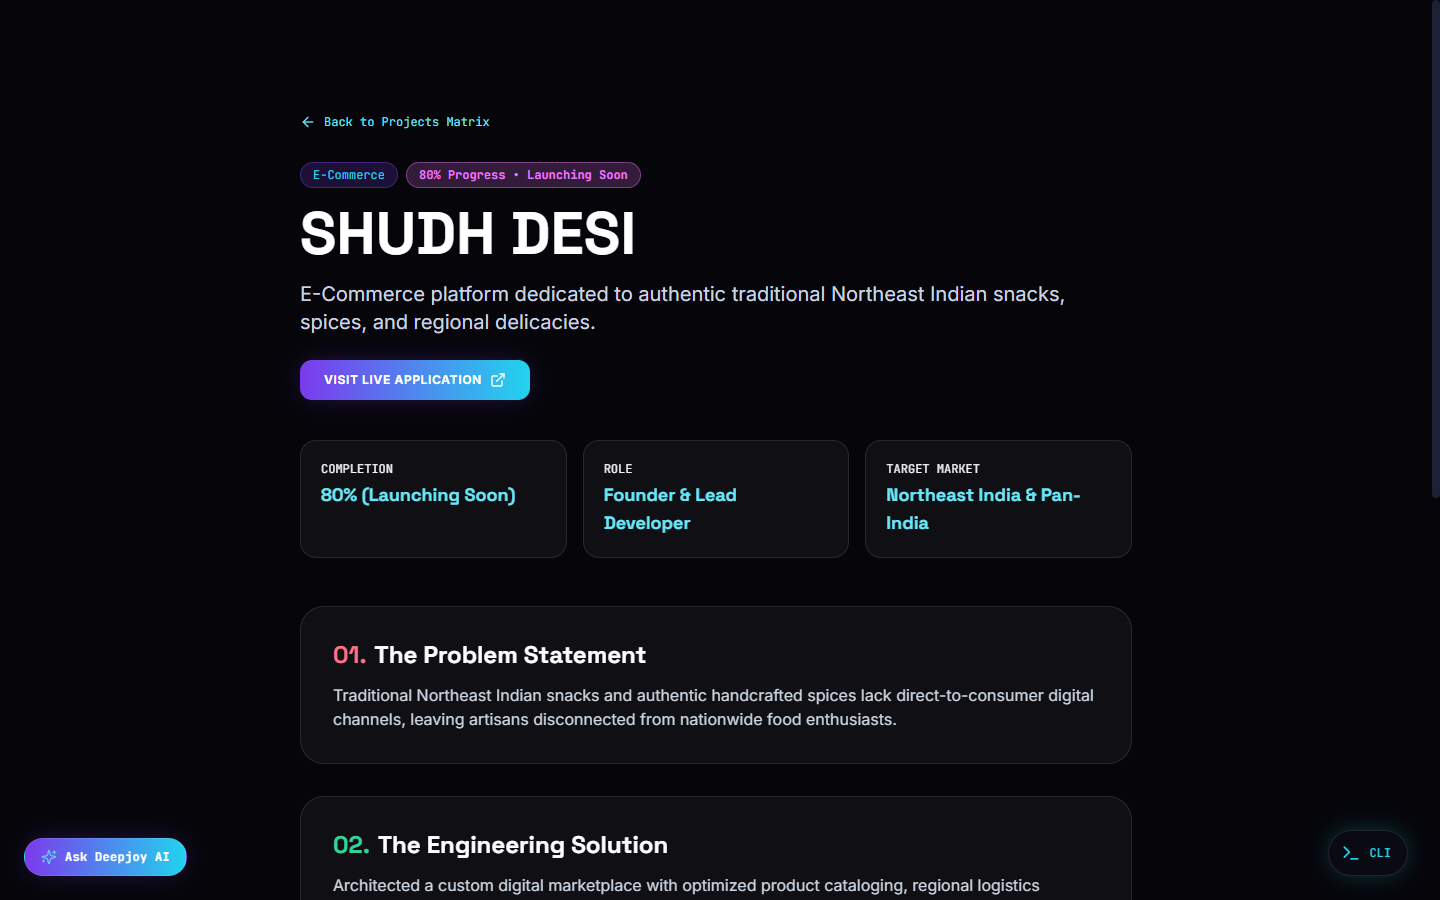 Back to Projects Matrix
E-Commerce
80% Progress • Launching Soon
SHUDH DESI
E-Commerce platform dedicated to authentic traditional Northeast Indian snacks,
spices, and regional delicacies.
VISIT LIVE APPLICATION
COMPLETION
80% (Launching Soon)
ROLE
Founder & Lead
Developer
TARGET MARKET
Northeast India & Pan-
India
01. The Problem Statement
Traditional Northeast Indian snacks and authentic handcrafted spices lack direct-to-consumer digital
channels, leaving artisans disconnected from nationwide food enthusiasts.
02. The Engineering Solution
Architected a custom digital marketplace with optimized product cataloging, regional logistics
Ask Deepjoy AI
CLI